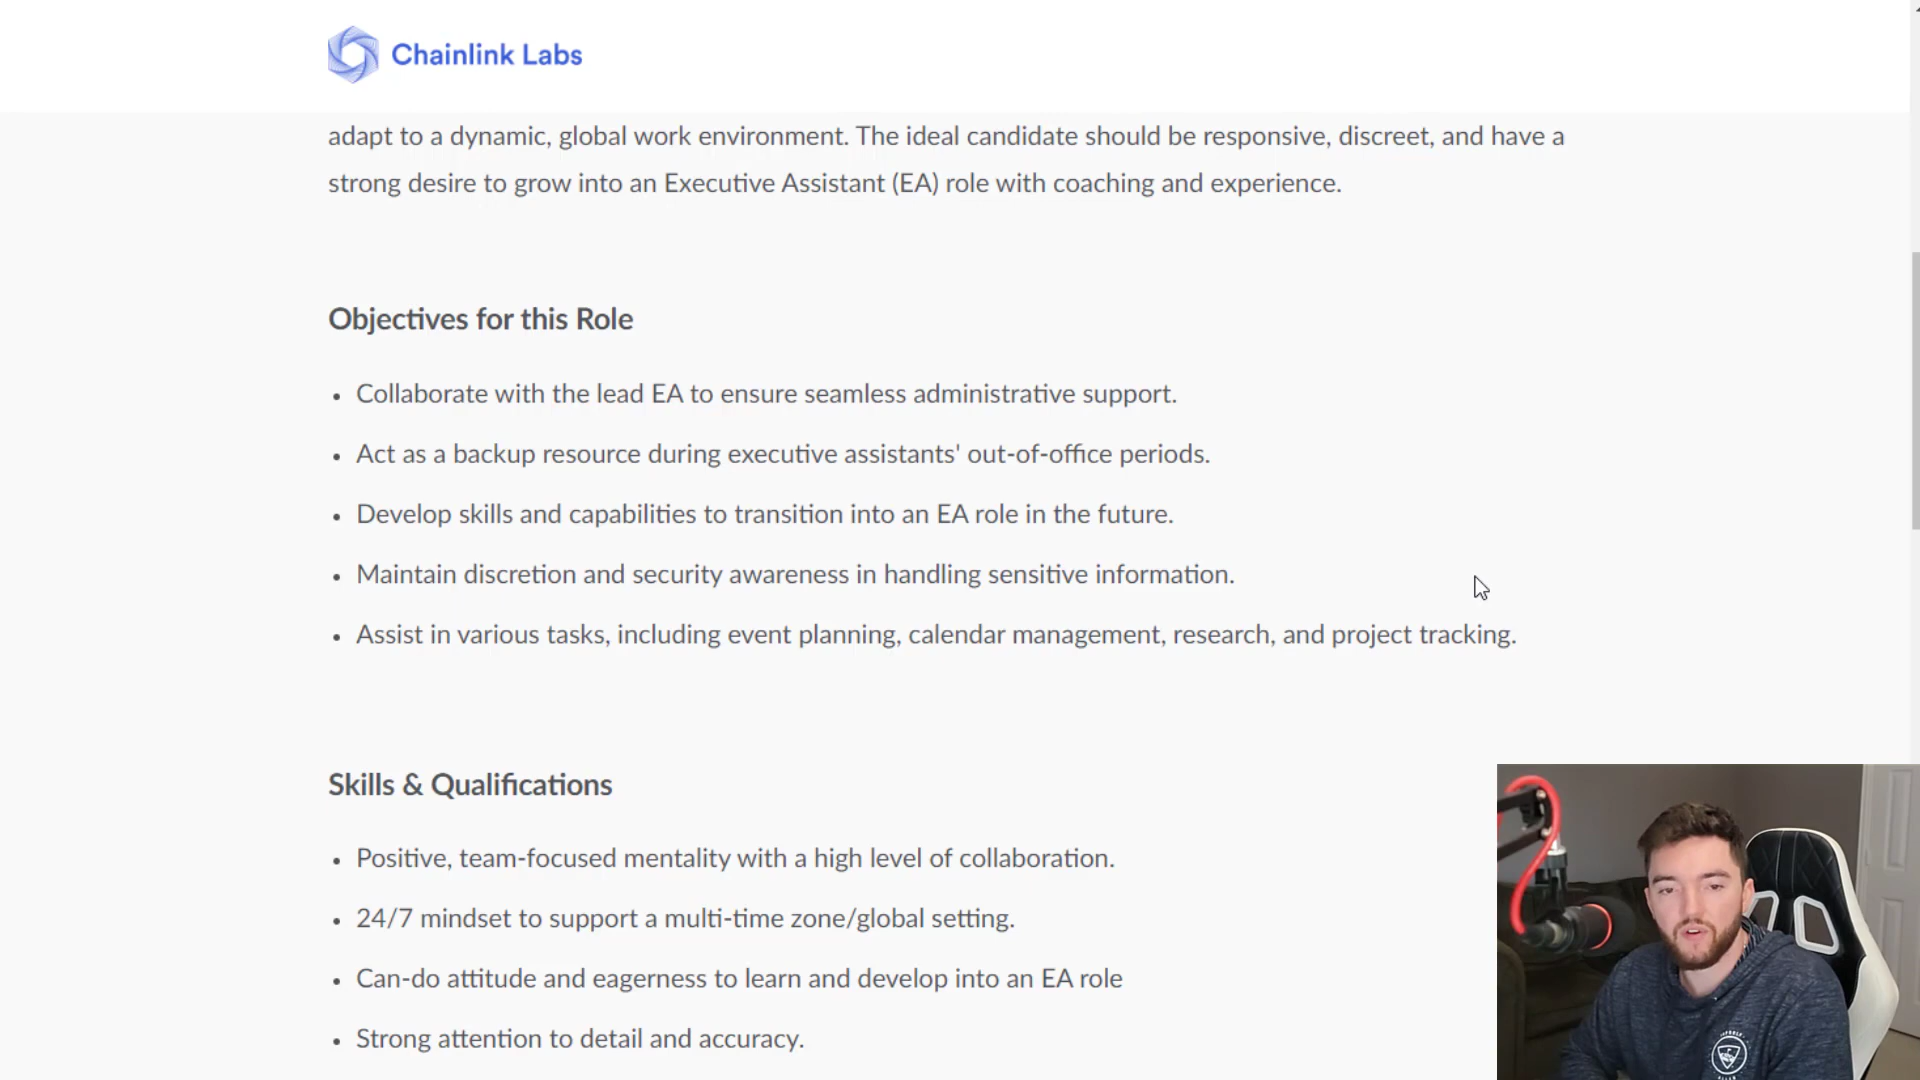 Chainlink Labs
adapt to a dynamic, global work environment. The ideal candidate should be responsive, discreet, and have a
strong desire to grow into an Executive Assistant (EA) role with coaching and experience.
Objectives for this Role
• Collaborate with the lead EA to ensure seamless administrative support.
• Act as a backup resource during executive assistants' out-of-office periods.
• Develop skills and capabilities to transition into an EA role in the future.
• Maintain discretion and security awareness in handling sensitive information.
• Assist in various tasks, including event planning, calendar management, research, and project tracking.
Skills & Qualifications
• Positive, team-focused mentality with a high level of collaboration.
• 24/7 mindset to support a multi-time zone/global setting.
• Can-do attitude and eagerness to learn and develop into an EA role
• Strong attention to detail and accuracy.